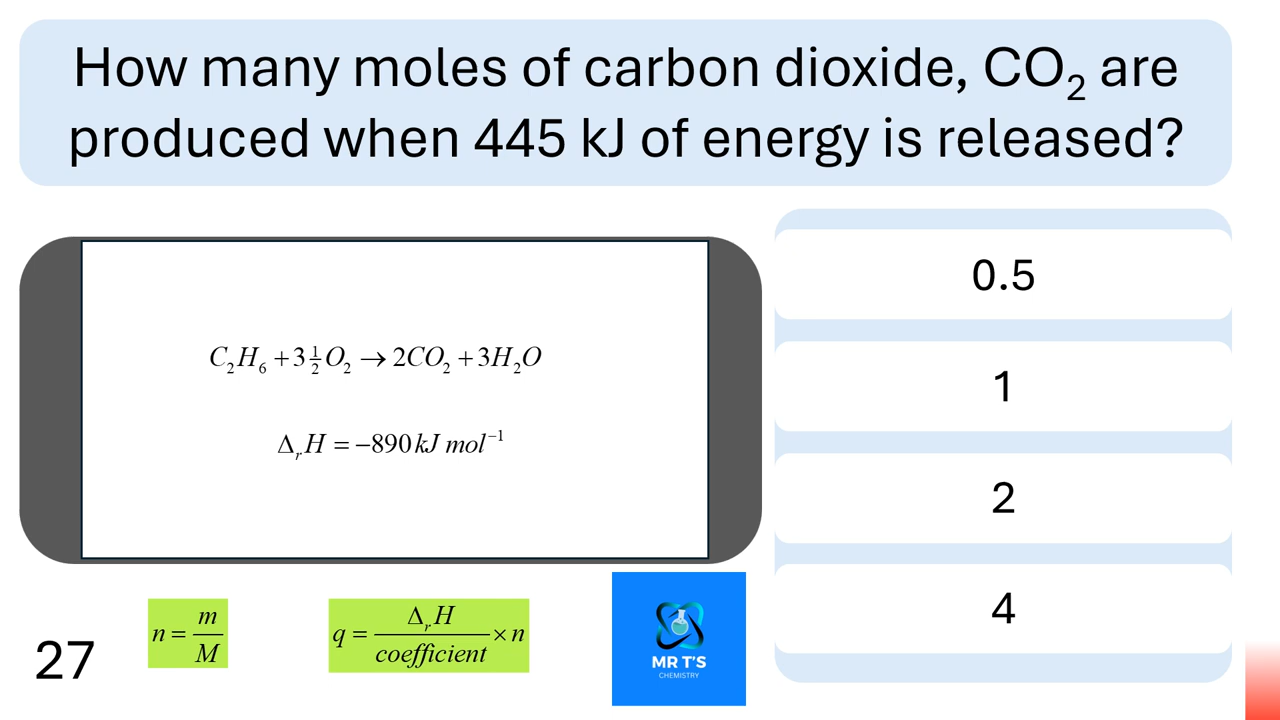 How many moles of carbon dioxide, CO₂ are
produced when 445 kJ of energy is released?
C₂H₆ + 3½O₂ → 2CO₂ + 3H₂O
ΔᵣH = −890 kJ mol⁻¹
0.5
1
2
4
27
n = m/M
q = ΔᵣH/coefficient × n
MR T'S
CHEMISTRY